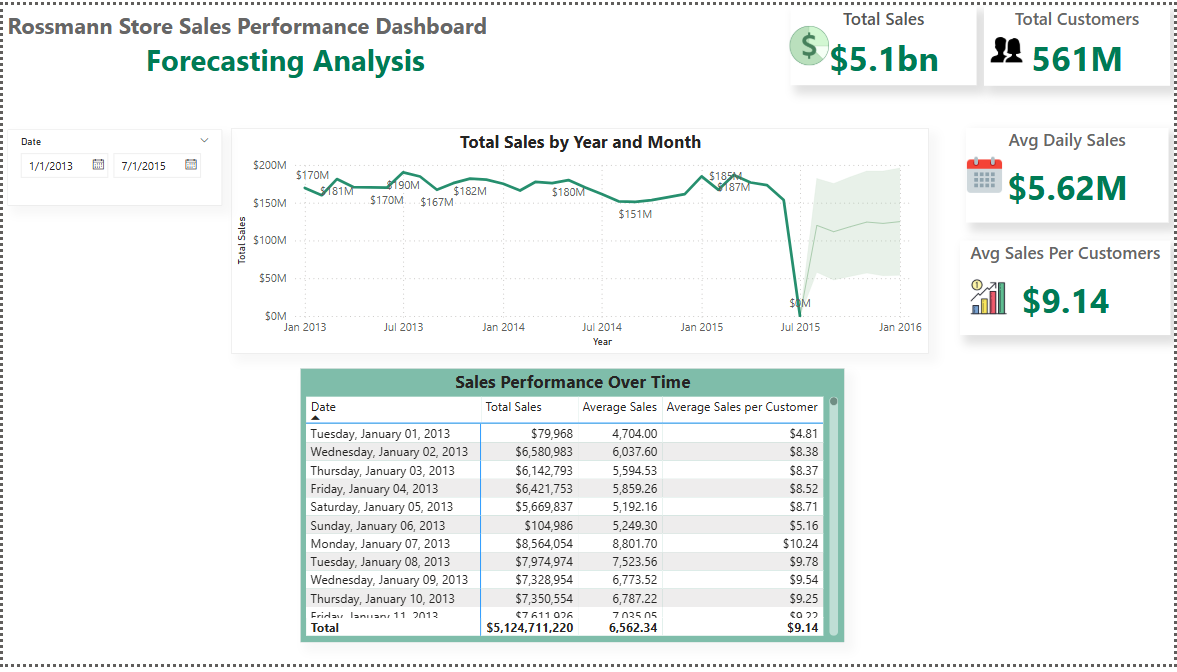 Rossmann Store Sales Performance Dashboard
Forecasting Analysis
Total Sales
$5.1bn
Total Customers
561M
Date
1/1/2013
7/1/2015
Total Sales by Year and Month
Total Sales
$200M
$150M
$100M
$50M
$0M
$170M
$181M
$170M
$190M
$167M
$182M
$180M
$151M
$185M
$187M
$0M
Jan 2013
Jul 2013
Jan 2014
Jul 2014
Jan 2015
Jul 2015
Jan 2016
Year
Avg Daily Sales
$5.62M
Avg Sales Per Customers
$9.14
Sales Performance Over Time
Date Total Sales Average Sales Average Sales per Customer
Tuesday, January 01, 2013 $79,968 4,704.00 $4.81
Wednesday, January 02, 2013 $6,580,983 6,037.60 $8.38
Thursday, January 03, 2013 $6,142,793 5,594.53 $8.37
Friday, January 04, 2013 $6,421,753 5,859.26 $8.52
Saturday, January 05, 2013 $5,669,837 5,192.16 $8.71
Sunday, January 06, 2013 $104,986 5,249.30 $5.16
Monday, January 07, 2013 $8,564,054 8,801.70 $10.24
Tuesday, January 08, 2013 $7,974,974 7,523.56 $9.78
Wednesday, January 09, 2013 $7,328,954 6,773.52 $9.54
Thursday, January 10, 2013 $7,350,554 6,787.22 $9.25
Friday, January 11, 2013 $7,611,926 7,035.05 $9.22
Total $5,124,711,220 6,562.34 $9.14